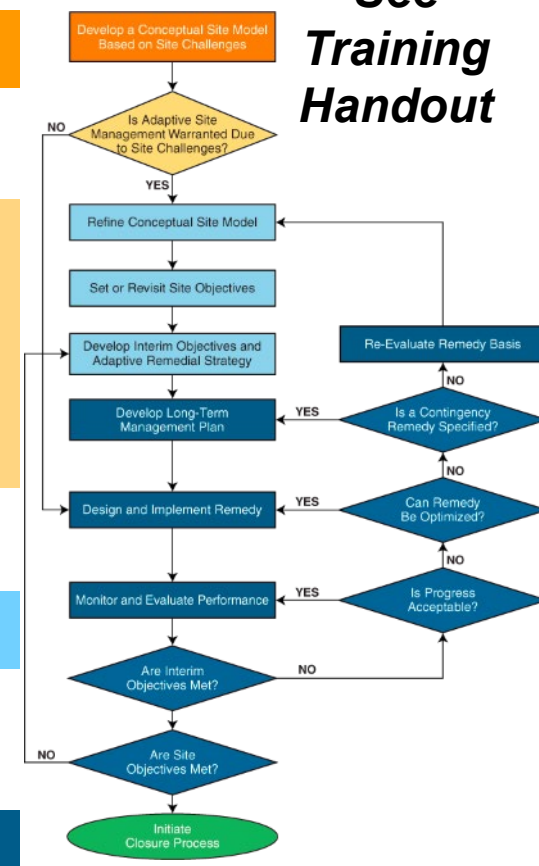 See
Training
Handout
Develop a Conceptual Site Model
Based on Site Challenges
Is Adaptive Site
Management Warranted Due
to Site Challenges?
NO
YES
Refine Conceptual Site Model
Set or Revisit Site Objectives
Develop Interim Objectives and
Adaptive Remedial Strategy
Re-Evaluate Remedy Basis
NO
Develop Long-Term
Management Plan
YES
Is a Contingency
Remedy Specified?
NO
Design and Implement Remedy
YES
Can Remedy
Be Optimized?
NO
Monitor and Evaluate Performance
YES
Is Progress
Acceptable?
Are Interim
Objectives Met?
NO
Are Site
Objectives Met?
NO
Initiate
Closure Process